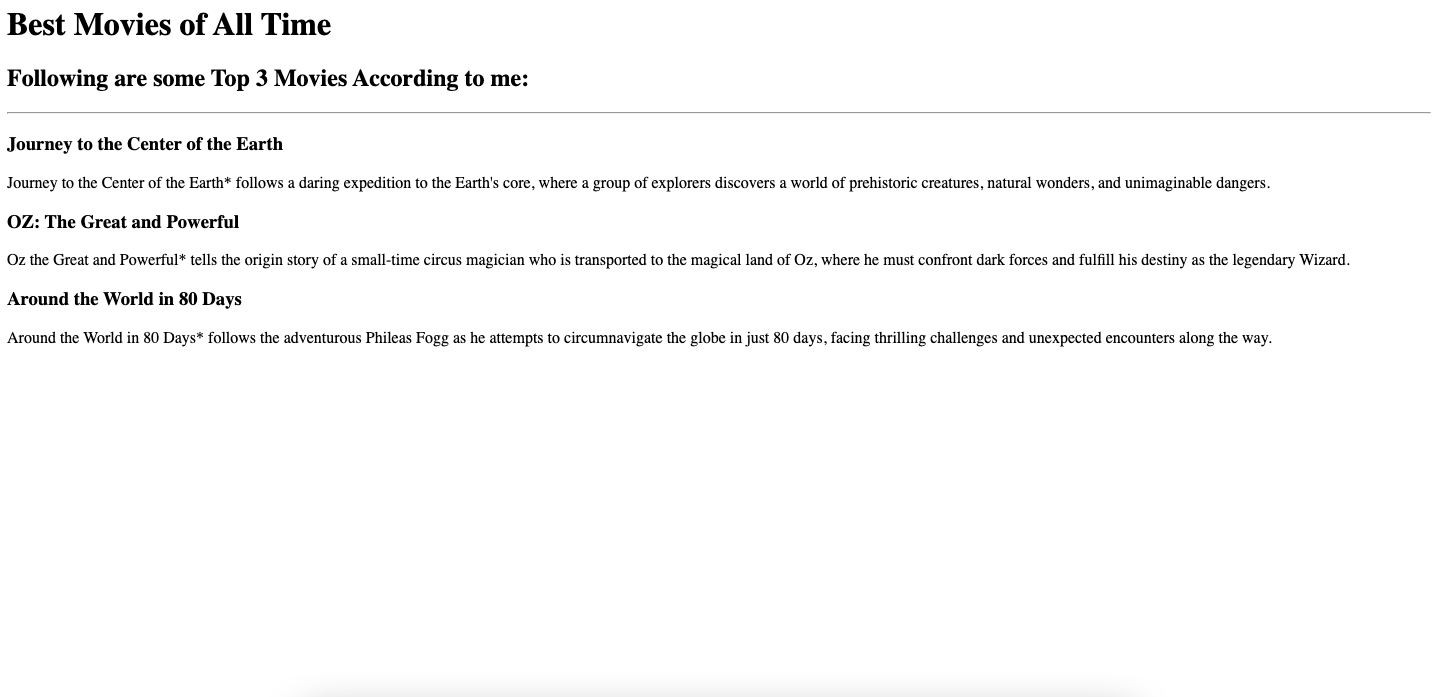 Best Movies of All Time
Following are some Top 3 Movies According to me:
Journey to the Center of the Earth
Journey to the Center of the Earth* follows a daring expedition to the Earth's core, where a group of explorers discovers a world of prehistoric creatures, natural wonders, and unimaginable dangers.
OZ: The Great and Powerful
Oz the Great and Powerful* tells the origin story of a small-time circus magician who is transported to the magical land of Oz, where he must confront dark forces and fulfill his destiny as the legendary Wizard.
Around the World in 80 Days
Around the World in 80 Days* follows the adventurous Phileas Fogg as he attempts to circumnavigate the globe in just 80 days, facing thrilling challenges and unexpected encounters along the way.